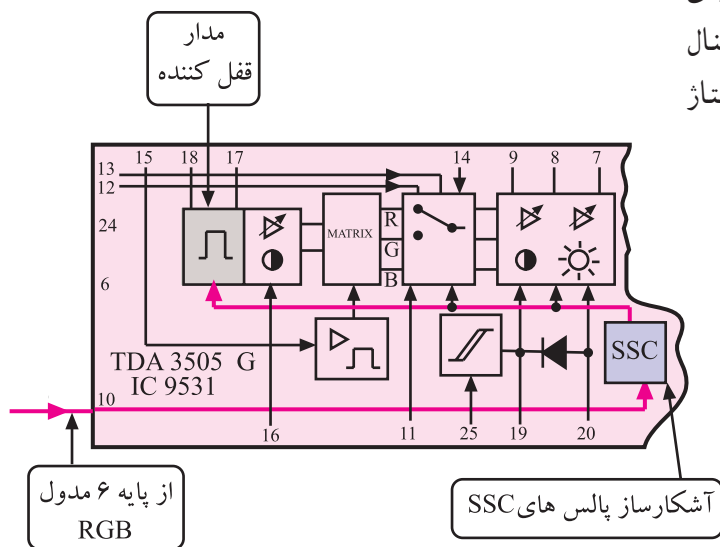 مدار
قفل کننده
نال
تاژ
15 18 17 14 9 8 7
13
12
24
6
R
G
B
MATRIX
SSC
TDA 3505 G
IC 9531
10
16 11 25 19 20
از پایه ۶ مدول
RGB
آشکارساز پالس های SSC